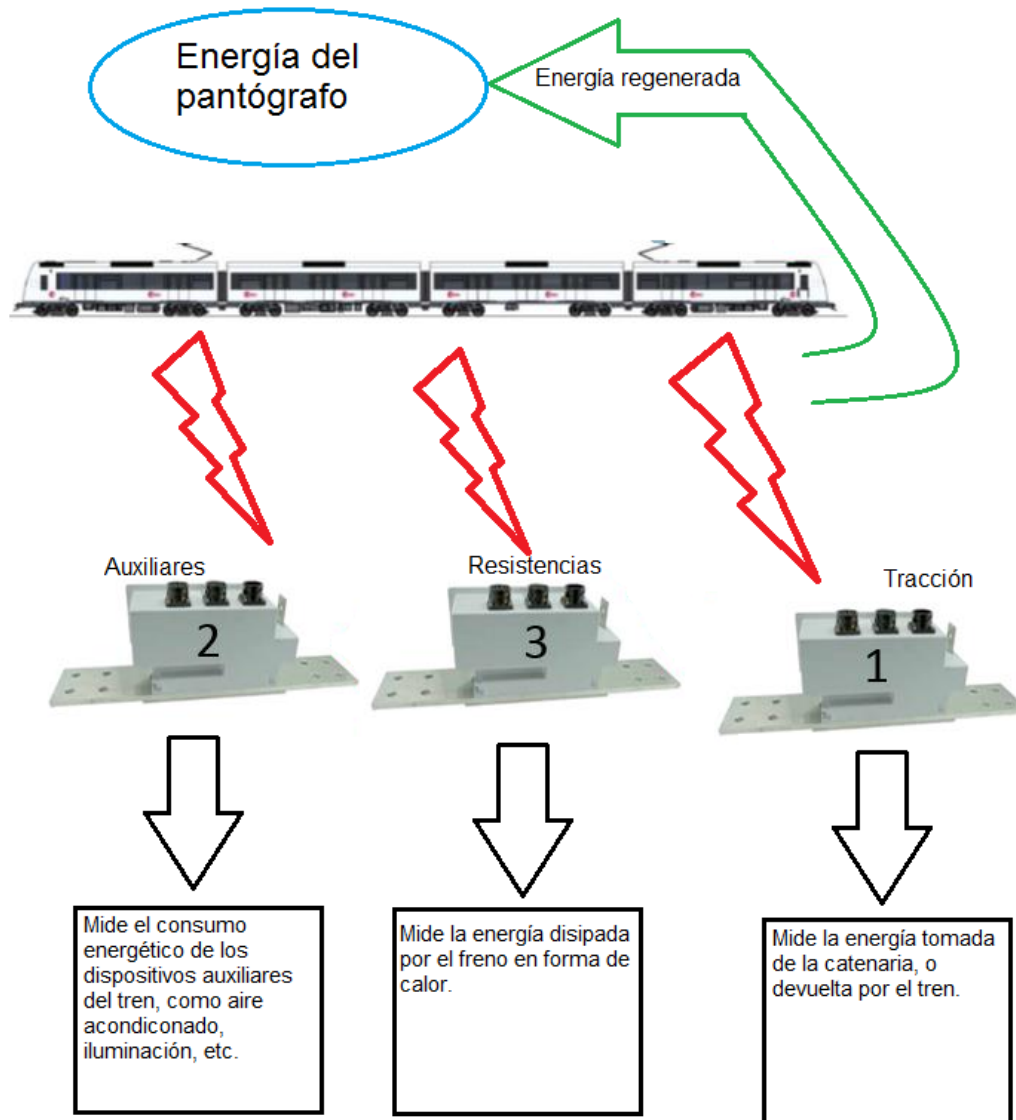 Energía del
pantógrafo
Energía regenerada
Auxiliares
Resistencias
Tracción
2
3
1
Mide el consumo
energético de los
dispositivos auxiliares
del tren, como aire
acondiconado,
iluminación, etc.
Mide la energía disipada
por el freno en forma de
calor.
Mide la energía tomada
de la catenaria, o
devuelta por el tren.